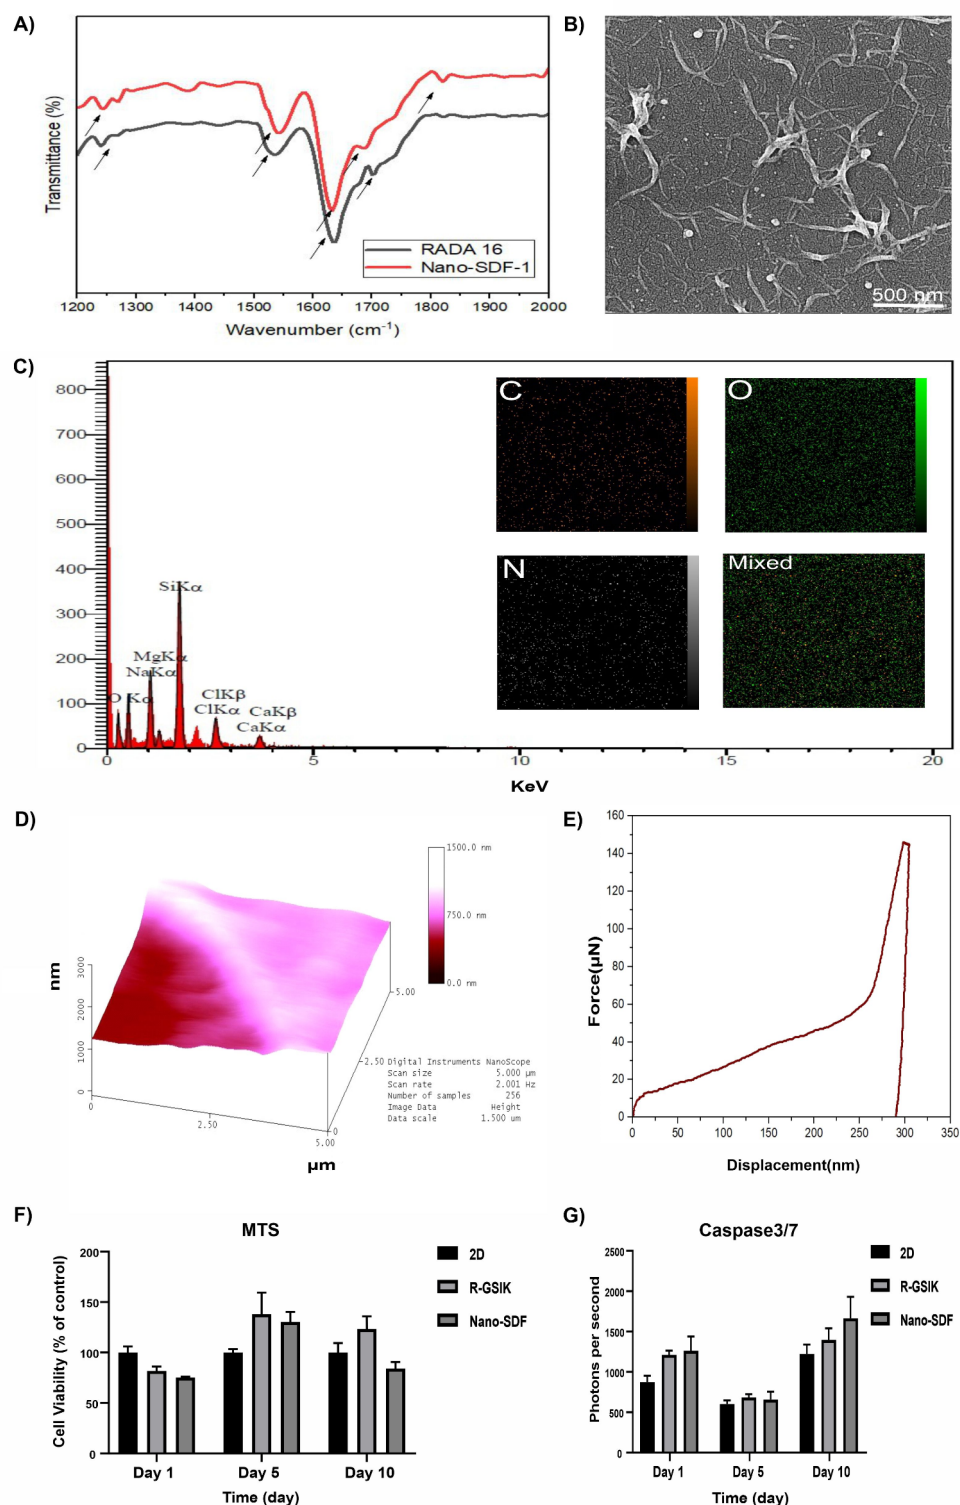 A)
Transmittance (%)
RADA 16
Nano-SDF-1
1200 1300 1400 1500 1600 1700 1800 1900 2000
Wavenumber (cm⁻¹)
B)
500 nm
C)
800
700
600
500
400
300
200
100
0
SiKα
MgKα
NaKα
O Kα
ClKβ
ClKα
CaKβ
CaKα
0 5 10 15 20
KeV
C
O
N
Mixed
D)
1500.0 nm
750.0 nm
0.0 nm
nm
3000
2000
1000
0
0
2.50
5.00
0
2.50
5.00
µm
Digital Instruments NanoScope
Scan size 5.000 µm
Scan rate 2.001 Hz
Number of samples 256
Image Data Height
Data scale 1.500 um
E)
Force(µN)
160
140
120
100
80
60
40
20
0
0 50 100 150 200 250 300 350
Displacement(nm)
F)
MTS
Cell Viability (% of control)
200
150
100
50
0
Day 1 Day 5 Day 10
Time (day)
2D
R-GSIK
Nano-SDF
G)
Caspase3/7
Photons per second
2500
2000
1500
1000
500
0
Day 1 Day 5 Day 10
Time (day)
2D
R-GSIK
Nano-SDF